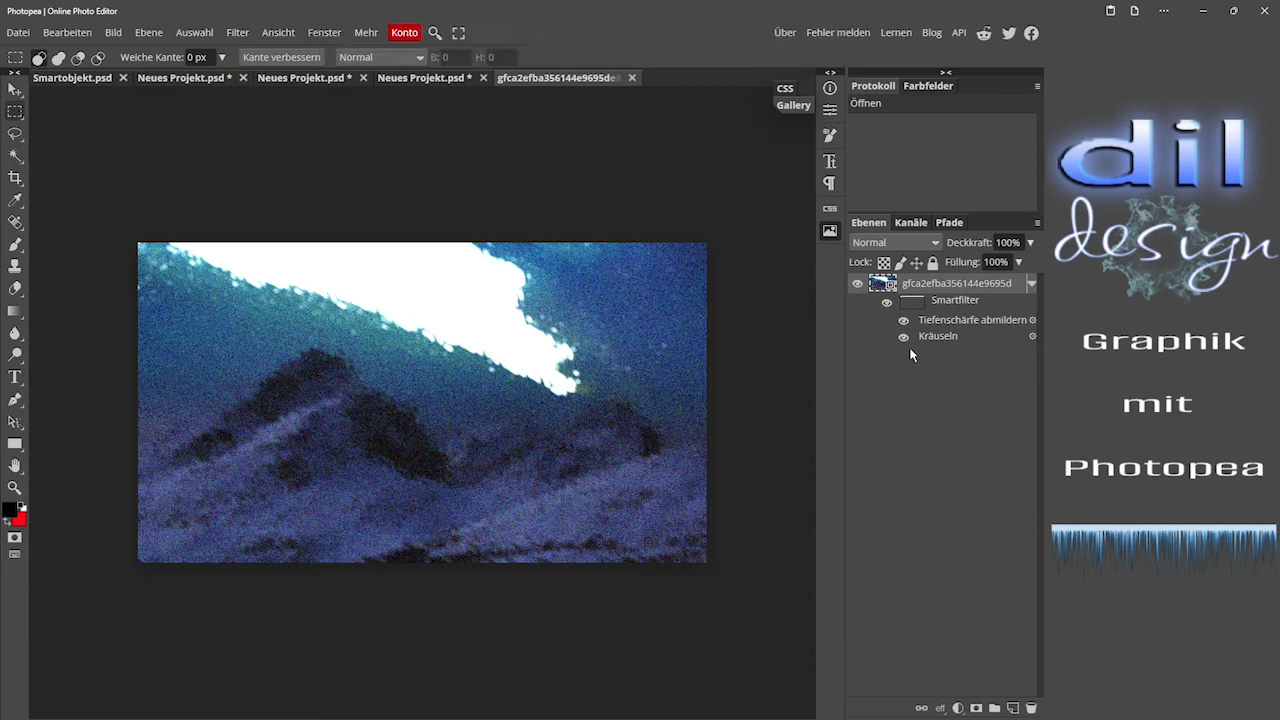 Photopea | Online Photo Editor
Datei Bearbeiten Bild Ebene Auswahl Filter Ansicht Fenster Mehr Konto
Über Fehler melden Lernen Blog API
Weiche Kante: 0 px Kante verbessern Normal B: 0 H: 0
Smartobjekt.psd Neues Projekt.psd * Neues Projekt.psd * Neues Projekt.psd * gfca2efba356144e9695de8
CSS
Gallery
Protokoll Farbfelder
Öffnen
CSS
Ebenen Kanäle Pfade
Normal Deckkraft: 100%
Lock: Füllung: 100%
gfca2efba356144e9695d
Smartfilter
Tiefenschärfe abmildern
Kräuseln
eff
dil
design
Graphik
mit
Photopea